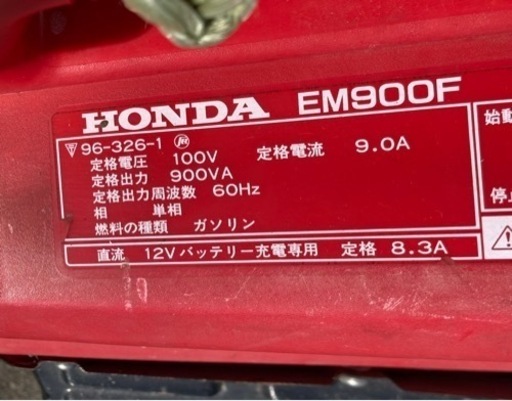 HONDA EM900F
96-326-1
定格電圧 100V 定格電流 9.0A
定格出力 900VA
定格出力周波数 60Hz
相 単相
燃料の種類 ガソリン
直流 12Vバッテリー充電専用 定格 8.3A
始動
停止